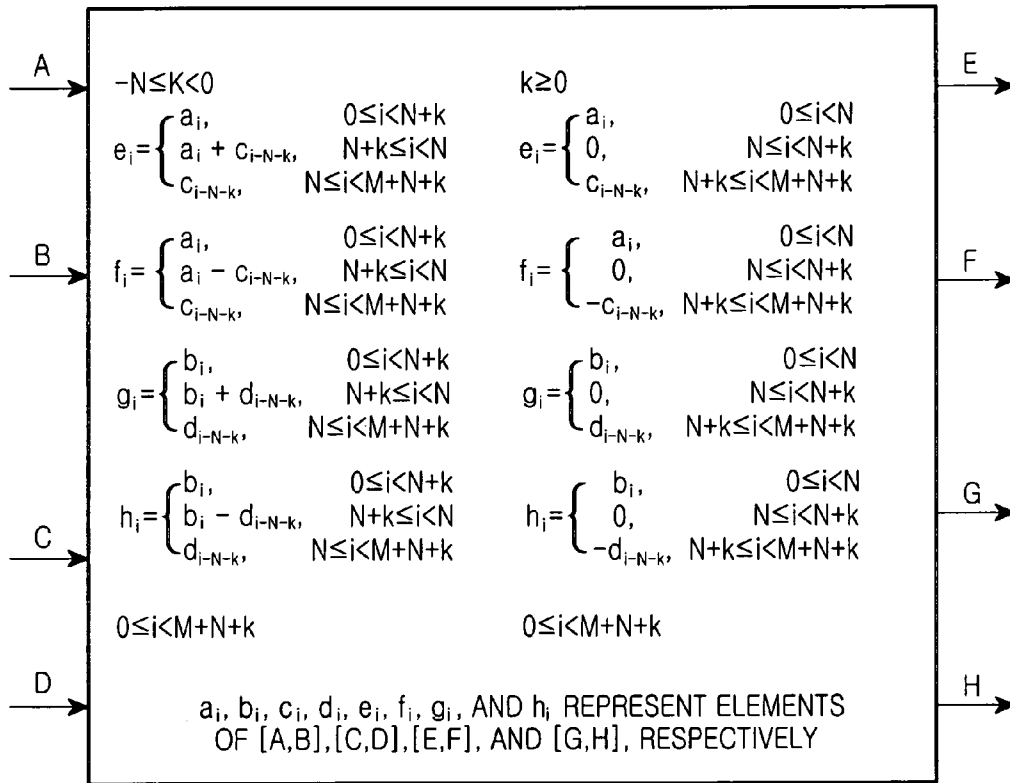 A
E
-N≤K<0
k≥0
e_i={ a_i, 0≤i<N+k
a_i + c_{i-N-k}, N+k≤i<N
c_{i-N-k}, N≤i<M+N+k
e_i={ a_i, 0≤i<N
0, N≤i<N+k
c_{i-N-k}, N+k≤i<M+N+k
B
F
f_i={ a_i, 0≤i<N+k
a_i - c_{i-N-k}, N+k≤i<N
c_{i-N-k}, N≤i<M+N+k
f_i={ a_i, 0≤i<N
0, N≤i<N+k
-c_{i-N-k}, N+k≤i<M+N+k
g_i={ b_i, 0≤i<N+k
b_i + d_{i-N-k}, N+k≤i<N
d_{i-N-k}, N≤i<M+N+k
g_i={ b_i, 0≤i<N
0, N≤i<N+k
d_{i-N-k}, N+k≤i<M+N+k
C
G
h_i={ b_i, 0≤i<N+k
b_i - d_{i-N-k}, N+k≤i<N
d_{i-N-k}, N≤i<M+N+k
h_i={ b_i, 0≤i<N
0, N≤i<N+k
-d_{i-N-k}, N+k≤i<M+N+k
0≤i<M+N+k
0≤i<M+N+k
D
H
a_i, b_i, c_i, d_i, e_i, f_i, g_i, AND h_i REPRESENT ELEMENTS
OF [A,B],[C,D],[E,F], AND [G,H], RESPECTIVELY